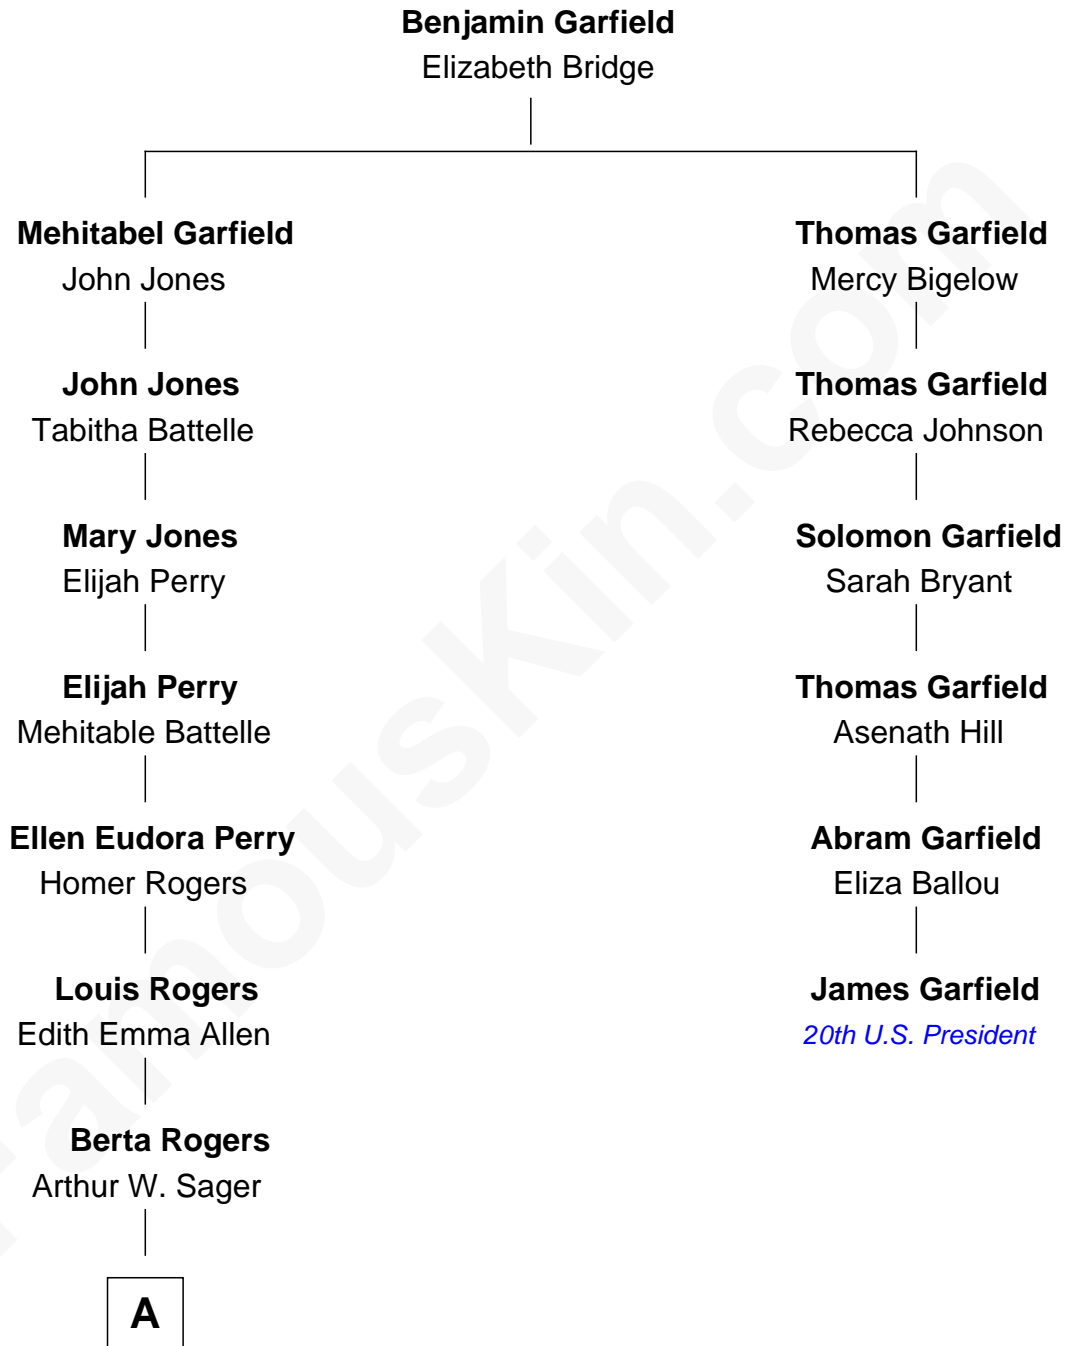 Benjamin Garfield
Elizabeth Bridge
Mehitabel Garfield
John Jones
Thomas Garfield
Mercy Bigelow
John Jones
Tabitha Battelle
Thomas Garfield
Rebecca Johnson
Mary Jones
Elijah Perry
Solomon Garfield
Sarah Bryant
Elijah Perry
Mehitable Battelle
Thomas Garfield
Asenath Hill
Ellen Eudora Perry
Homer Rogers
Abram Garfield
Eliza Ballou
Louis Rogers
Edith Emma Allen
James Garfield
20th U.S. President
Berta Rogers
Arthur W. Sager
A
FamousKin.com